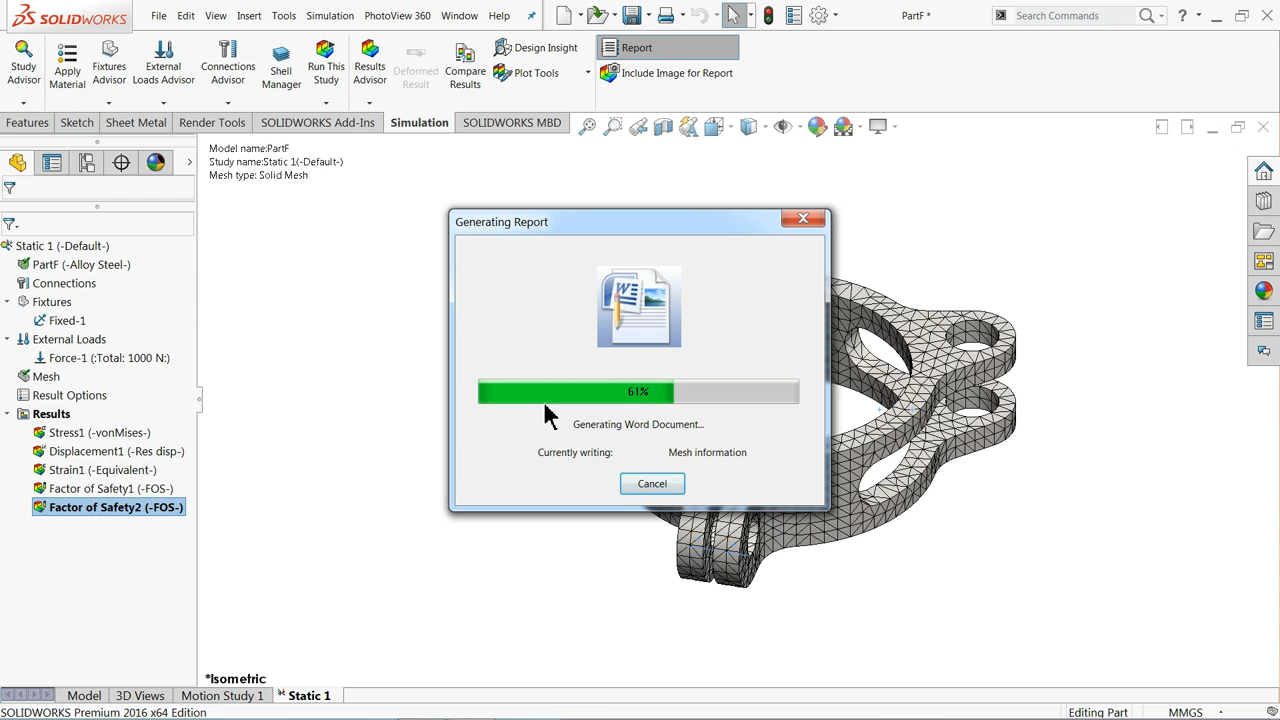 SOLIDWORKS File Edit View Insert Tools Simulation PhotoView 360 Window Help PartF * Search Commands ?
Study Advisor
Apply Material
Fixtures Advisor
External Loads Advisor
Connections Advisor
Shell Manager
Run This Study
Results Advisor
Deformed Result
Compare Results
Design Insight
Plot Tools
Report
Include Image for Report
Features Sketch Sheet Metal Render Tools SOLIDWORKS Add-Ins Simulation SOLIDWORKS MBD
Model name:PartF
Study name:Static 1(-Default-)
Mesh type: Solid Mesh
Static 1 (-Default-)
PartF (-Alloy Steel-)
Connections
Fixtures
Fixed-1
External Loads
Force-1 (:Total: 1000 N:)
Mesh
Result Options
Results
Stress1 (-vonMises-)
Displacement1 (-Res disp-)
Strain1 (-Equivalent-)
Factor of Safety1 (-FOS-)
Factor of Safety2 (-FOS-)
Generating Report
W
61%
Generating Word Document...
Currently writing: Mesh information
Cancel
*Isometric
Model 3D Views Motion Study 1 Static 1
SOLIDWORKS Premium 2016 x64 Edition Editing Part MMGS